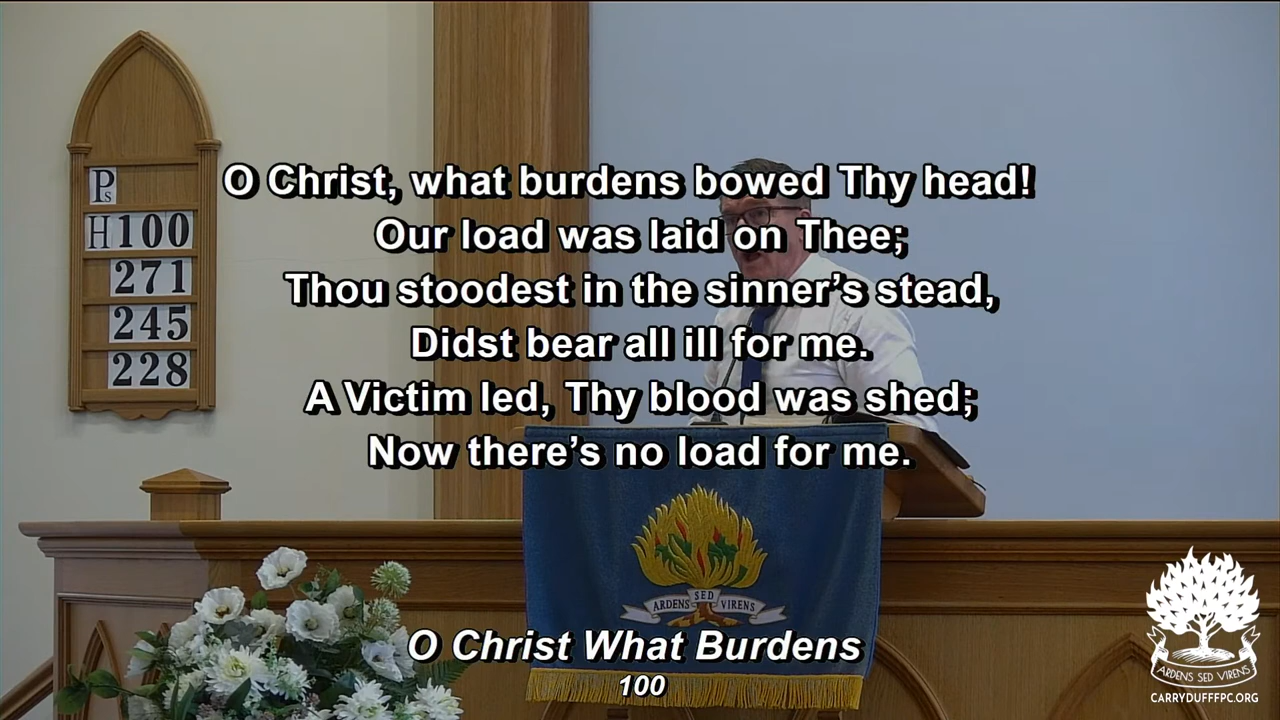 Ps
H100
271
245
228
O Christ, what burdens bowed Thy head!
Our load was laid on Thee;
Thou stoodest in the sinner’s stead,
Didst bear all ill for me.
A Victim led, Thy blood was shed;
Now there’s no load for me.
ARDENS SED VIRENS
O Christ What Burdens
100
ARDENS SED VIRENS
CARRYDUFFFPC.ORG